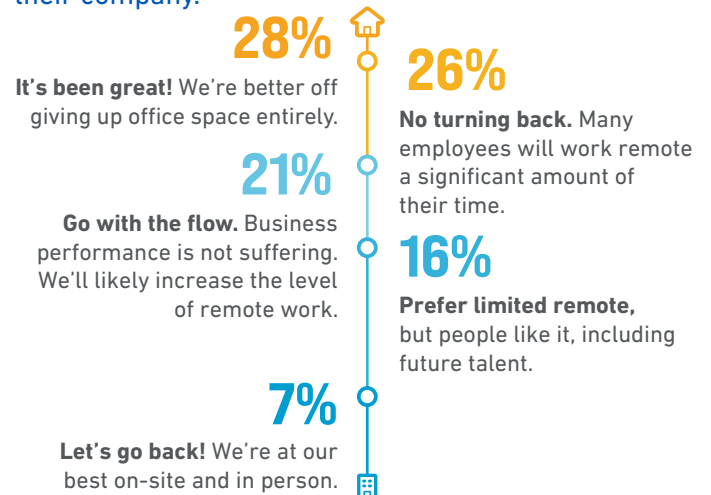 their company.
28%
It's been great! We're better off
giving up office space entirely.
26%
No turning back. Many
employees will work remote
a significant amount of
their time.
21%
Go with the flow. Business
performance is not suffering.
We'll likely increase the level
of remote work.
16%
Prefer limited remote,
but people like it, including
future talent.
7%
Let's go back! We're at our
best on-site and in person.